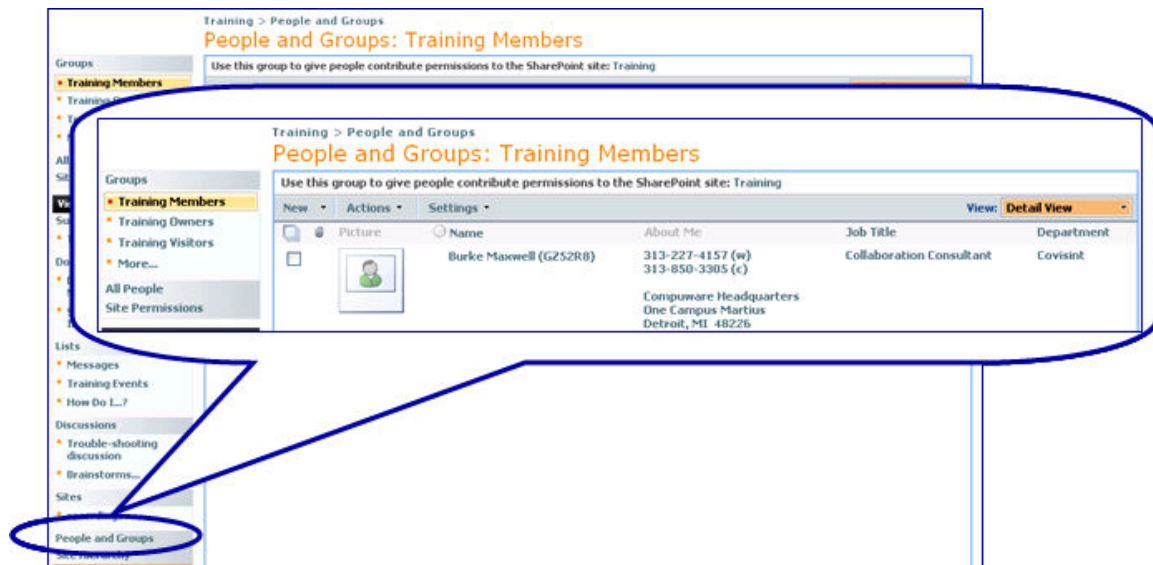 Training > People and Groups
People and Groups: Training Members
Groups
Use this group to give people contribute permissions to the SharePoint site: Training
Training Members
Training > People and Groups
People and Groups: Training Members
Groups
Use this group to give people contribute permissions to the SharePoint site: Training
Training Members
New Actions Settings View: Detail View
Training Owners
Picture Name About Me Job Title Department
Training Visitors
Burke Maxwell (GZ52R8) 313-227-4157 (w) Collaboration Consultant Covisint
More...
313-850-3305 (c)
All People
Compuware Headquarters
Site Permissions
One Campus Martius
Detroit, MI 48226
Lists
Messages
Training Events
How Do I...?
Discussions
Trouble-shooting
discussion
Brainstorms...
Sites
People and Groups
Site Hierarchy